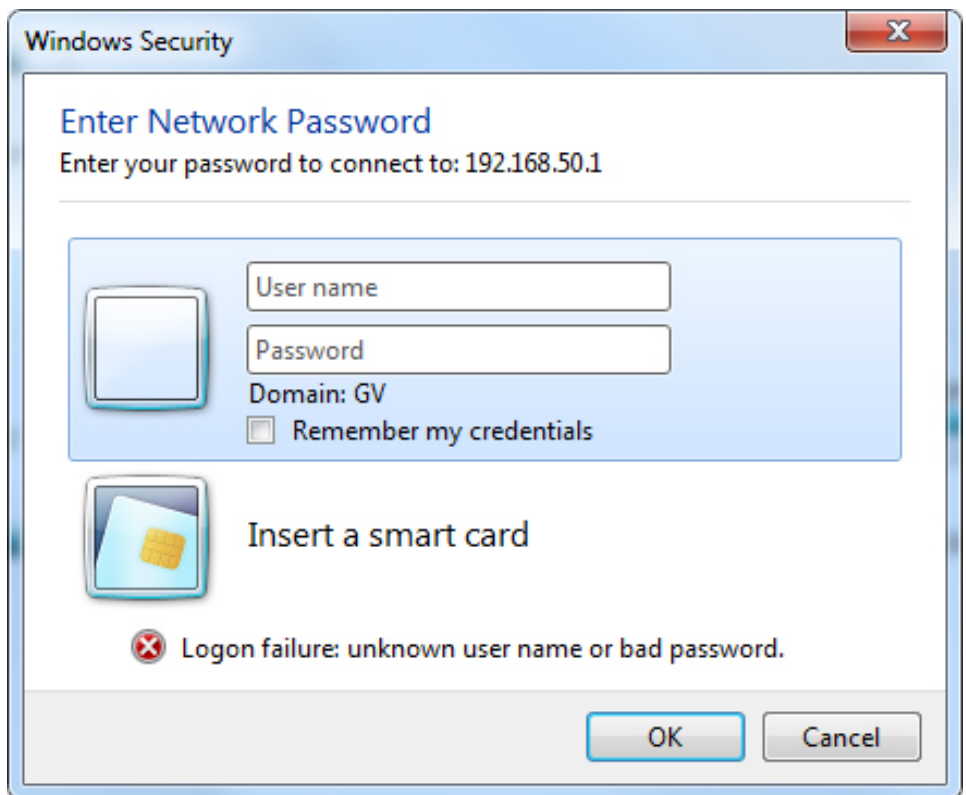 Windows Security
Enter Network Password
Enter your password to connect to: 192.168.50.1
User name
Password
Domain: GV
Remember my credentials
Insert a smart card
Logon failure: unknown user name or bad password.
OK
Cancel